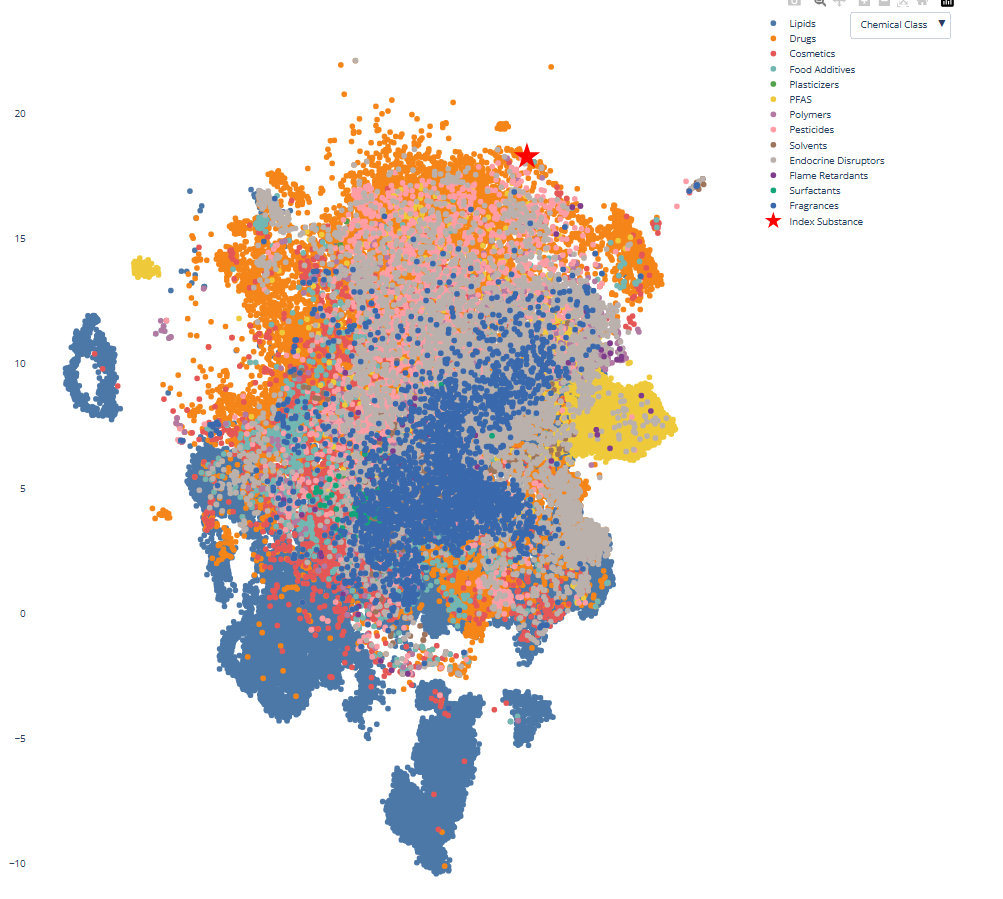 Lipids
Chemical Class
Drugs
Cosmetics
Food Additives
Plasticizers
PFAS
Polymers
Pesticides
Solvents
Endocrine Disruptors
Flame Retardants
Surfactants
Fragrances
Index Substance
20
15
10
5
0
−5
−10